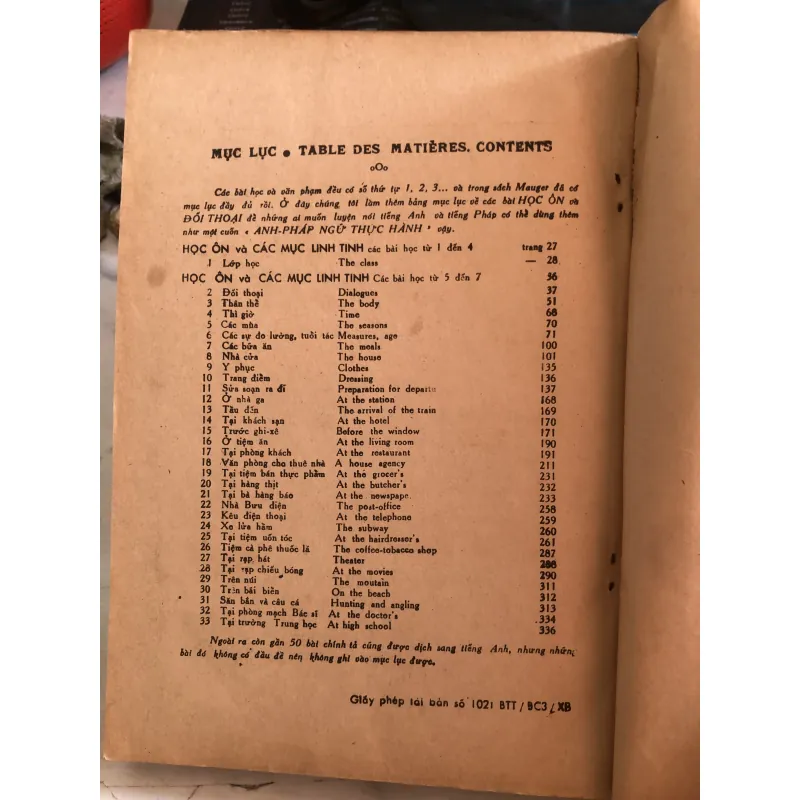 MỤC LỤC • TABLE DES MATIÈRES. CONTENTS
oOo
Các bài học và văn phạm đều có số thứ tự 1, 2, 3... và trong sách Mauger đã có
mục lục đầy đủ rồi. Ở đây chúng tôi làm thêm bảng mục lục về các bài HỌC ÔN và
ĐỐI THOẠI để những ai muốn luyện nói tiếng Anh và tiếng Pháp có thể dùng thêm
như một cuốn « ANH-PHÁP NGỮ THỰC HÀNH » vậy.
HỌC ÔN và CÁC MỤC LINH TINH các bài học từ 1 đến 4 trang 27
1 Lớp học The class — 28
HỌC ÔN và CÁC MỤC LINH TINH Các bài học từ 5 đến 7 36
2 Đối thoại Dialogues 37
3 Thân thể The body 51
4 Thì giờ Time 68
5 Các mùa The seasons 70
6 Các sự đo lường, tuổi tác Measures, age 71
7 Các bữa ăn The meals 100
8 Nhà cửa The house 101
9 Y phục Clothes 135
10 Trang điểm Dressing 136
11 Sửa soạn ra đi Preparation for departu 137
12 Ở nhà ga At the station 168
13 Tầu đến The arrival of the train 169
14 Tại khách sạn At the hotel 170
15 Trước ghi-xê Before the window 171
16 Ở tiệm ăn At the living room 190
17 Tại phòng khách At the restaurant 191
18 Văn phòng cho thuê nhà A house agency 211
19 Tại tiệm bán thực phẩm At the grocer's 231
20 Tại hàng thịt At the butcher's 232
21 Tại bà hàng báo At the newspape. 233
22 Nhà Bưu điện The post-office 258
23 Kêu điện thoại At the telephone 259
24 Xe lửa hầm The subway 260
25 Tại tiệm uốn tóc At the hairdresser's 261
26 Tiệm cà phê thuốc lá The coffee-tobacco shop 287
27 Tại rạp hát Theater 288
28 Tại rạp chiếu bóng At the movies 290
29 Trên núi The moutain 311
30 Trên bãi biển On the beach 312
31 Săn bắn và câu cá Hunting and angling 313
32 Tại phòng mạch Bác sĩ At the doctor's 334
33 Tại trường Trung học At high school 336
Ngoài ra còn gần 50 bài chính tả cũng được dịch sang tiếng Anh, nhưng những
bài đó không có đầu đề nên không ghi vào mục lục được.
Giấy phép tái bản số 1021 BTT / BC3 / XB